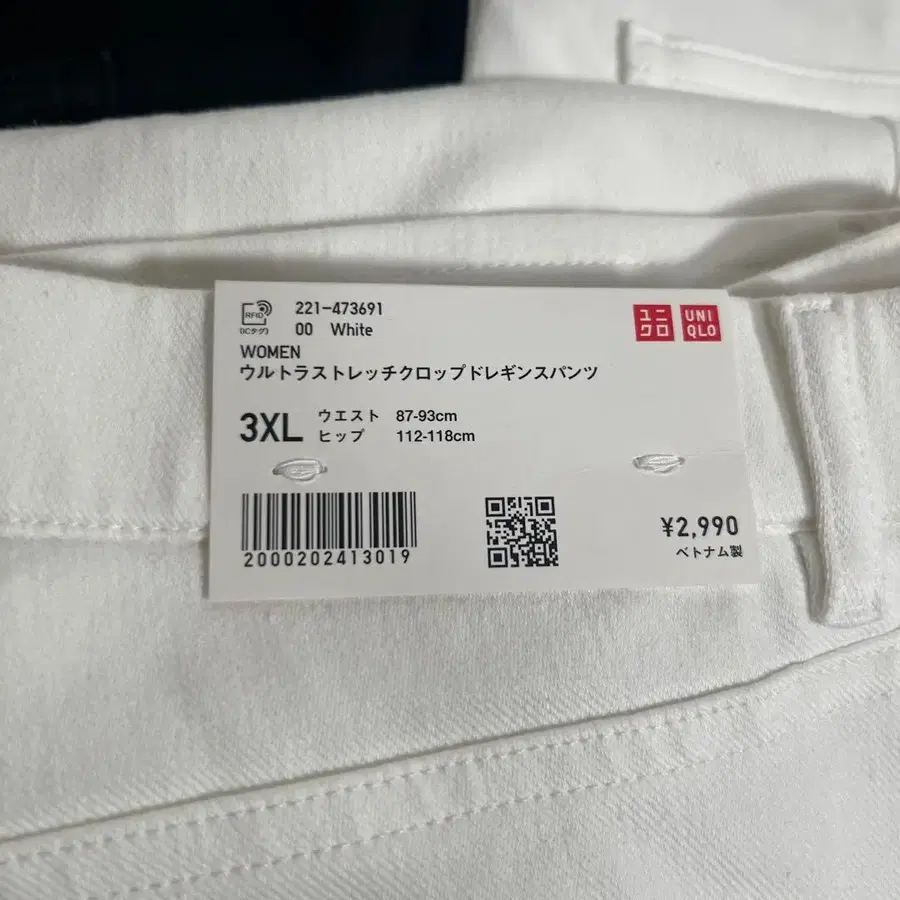 RFID
(ICタグ)
221-473691
00 White
ユニクロ
UNIQLO
WOMEN
ウルトラストレッチクロップドレギンスパンツ
3XL
ウエスト 87-93cm
ヒップ 112-118cm
2000202413019
¥2,990
ベトナム製